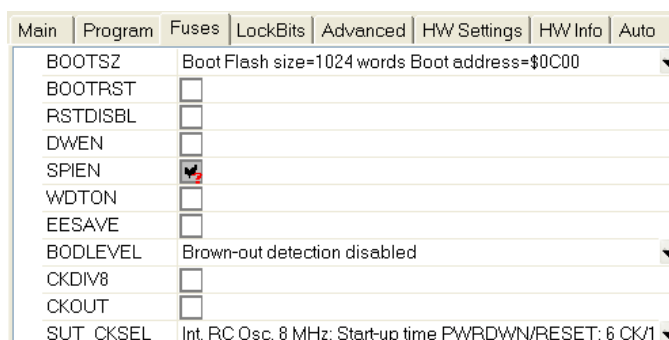 Main Program Fuses LockBits Advanced HW Settings HW Info Auto
BOOTSZ Boot Flash size=1024 words Boot address=$0C00
BOOTRST
RSTDISBL
DWEN
SPIEN
WDTON
EESAVE
BODLEVEL Brown-out detection disabled
CKDIV8
CKOUT
SUT_CKSEL Int. RC Osc. 8 MHz; Start-up time PWRDWN/RESET: 6 CK/1